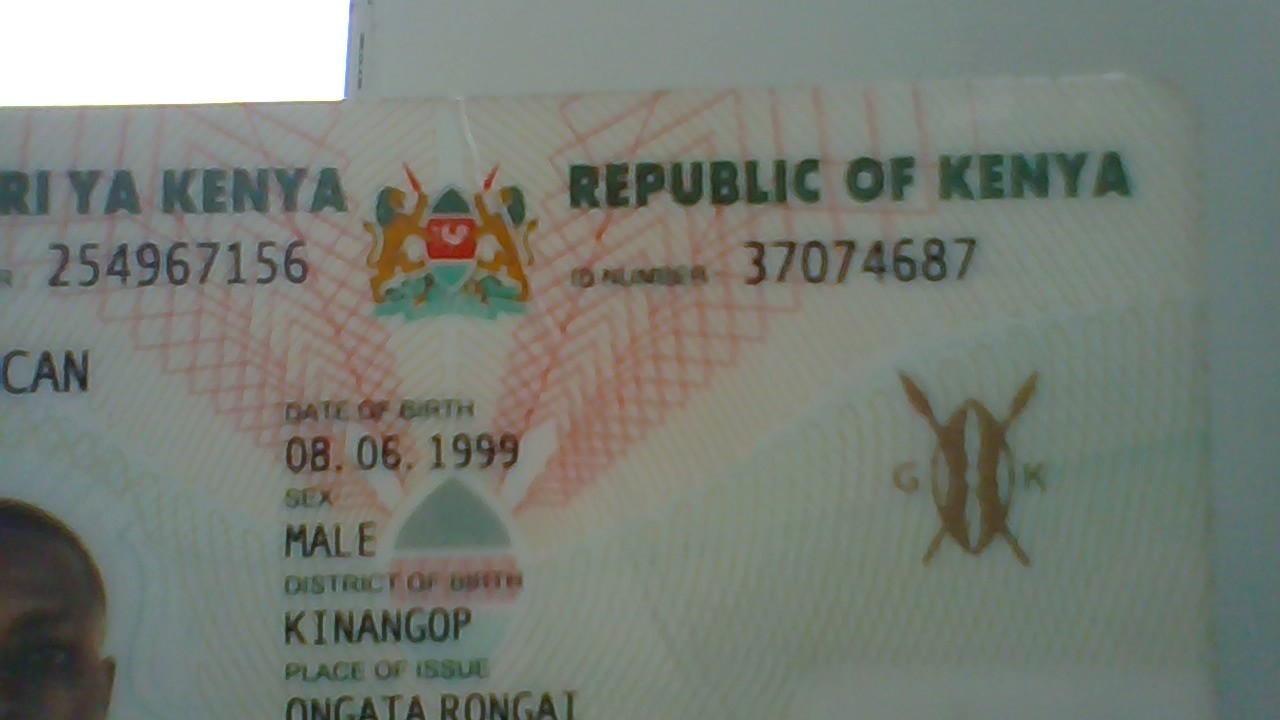 RI YA KENYA REPUBLIC OF KENYA
254967156 ID NUMBER 37074687
CAN
DATE OF BIRTH
08. 06. 1999
SEX
MALE
G K
DISTRICT OF BIRTH
KINANGOP
PLACE OF ISSUE
ONGATA RONGAI